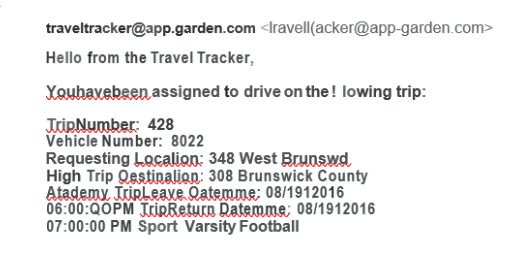 traveltracker@app.garden.com <lravell(acker@app-garden.com>
Hello from the Travel Tracker,
Youhavebeen assigned to drive on the! lowing trip:
TripNumber: 428
Vehicle Number: 8022
Requesting Localion: 348 West Brunswd
High Trip Oestinalion: 308 Brunswick County
Atademy TripLeave Oatemme: 08/1912016
06:00:QOPM TripReturn Datemme: 08/1912016
07:00:00 PM Sport Varsity Football